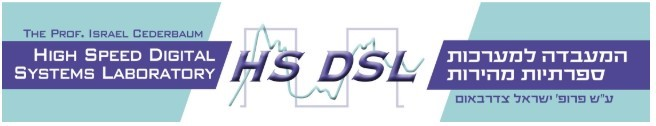 THE PROF. ISRAEL CEDERBAUM
HIGH SPEED DIGITAL
SYSTEMS LABORATORY
HS DSL
המעבדה למערכות
ספרתיות מהירות
ע"ש פרופ' ישראל צדרבאום